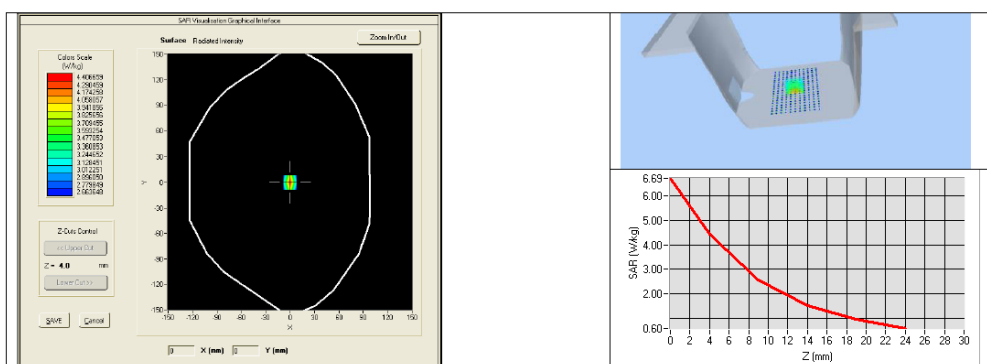 SAR Visualisation Graphical Interface
Surface Radiated Intensity
Zoom In/Out
Colors Scale
(W/kg)
4.406659
4.290459
4.174259
4.058057
3.941856
3.825656
3.709455
3.593254
3.477053
3.360853
3.244652
3.128451
3.012251
2.896050
2.779849
2.663648
Z-Cuts Control
<< Upper Cut
Z = 4.0 mm
Lower Cut >>
SAVE Cancel
150
120
90
60
30
0
-30
-60
-90
-120
-150
Y
-150 -120 -90 -60 -30 0 30 60 90 120 150
X
0 X (mm) 0 Y (mm)
6.69
6.00
5.00
4.00
3.00
2.00
0.60
SAR (W/kg)
0 2 4 6 8 10 12 14 16 18 20 22 24 26 28 30
Z (mm)